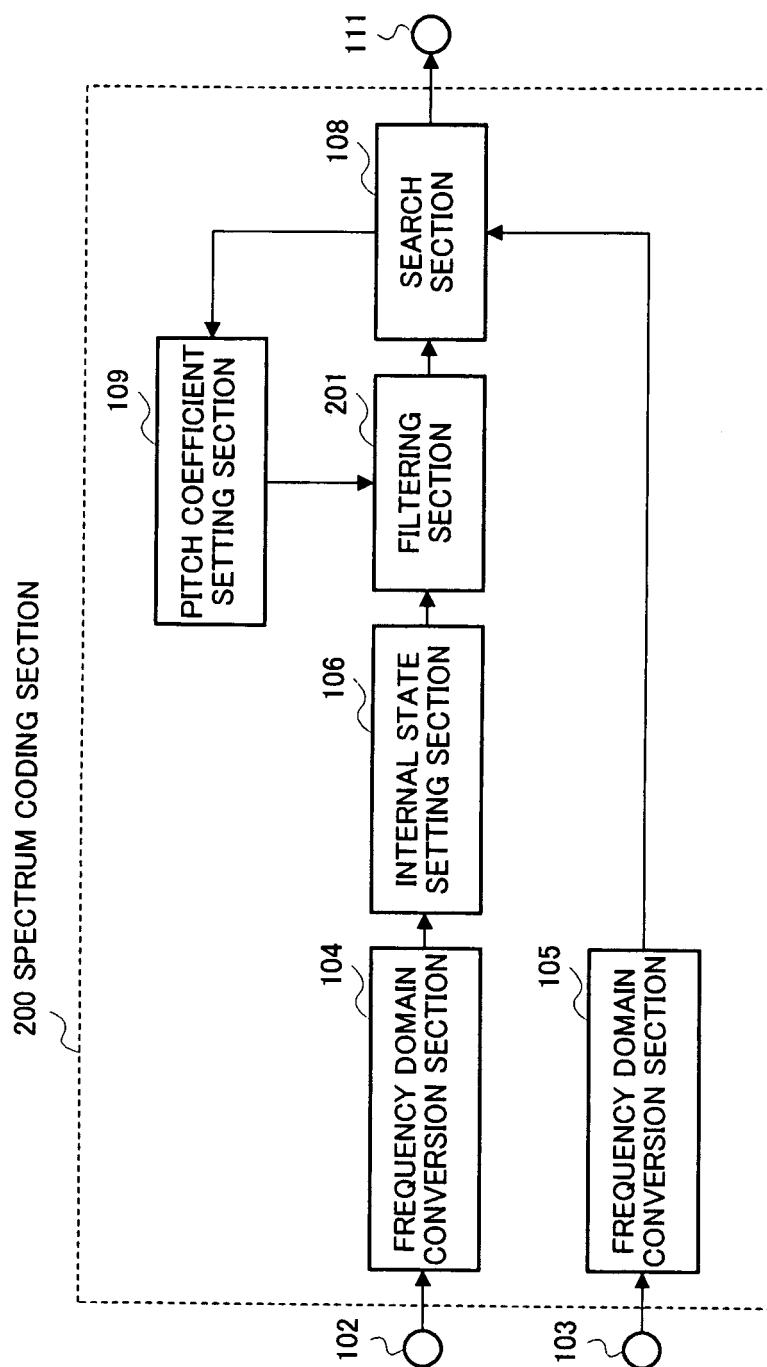 200 SPECTRUM CODING SECTION
109
PITCH COEFFICIENT
SETTING SECTION
102
104
FREQUENCY DOMAIN
CONVERSION SECTION
106
INTERNAL STATE
SETTING SECTION
201
FILTERING
SECTION
108
SEARCH
SECTION
111
103
105
FREQUENCY DOMAIN
CONVERSION SECTION